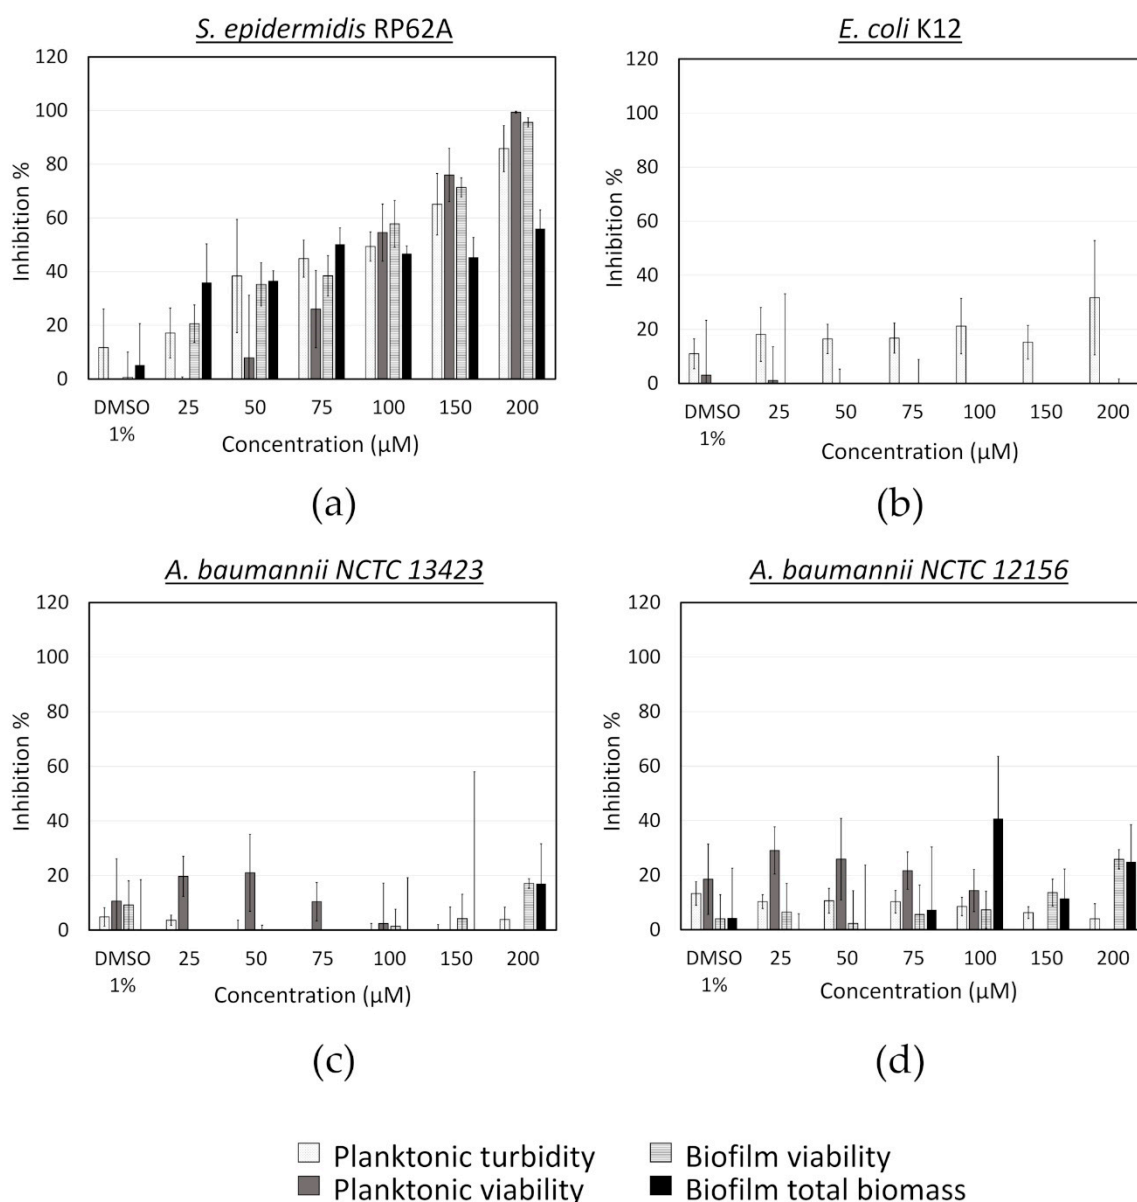 S. epidermidis RP62A
120
100
80
60
40
20
0
Inhibition %
DMSO 1% 25 50 75 100 150 200
Concentration (µM)
(a)
E. coli K12
120
100
80
60
40
20
0
Inhibition %
DMSO 1% 25 50 75 100 150 200
Concentration (µM)
(b)
A. baumannii NCTC 13423
120
100
80
60
40
20
0
Inhibition %
DMSO 1% 25 50 75 100 150 200
Concentration (µM)
(c)
A. baumannii NCTC 12156
120
100
80
60
40
20
0
Inhibition %
DMSO 1% 25 50 75 100 150 200
Concentration (µM)
(d)
Planktonic turbidity
Biofilm viability
Planktonic viability
Biofilm total biomass